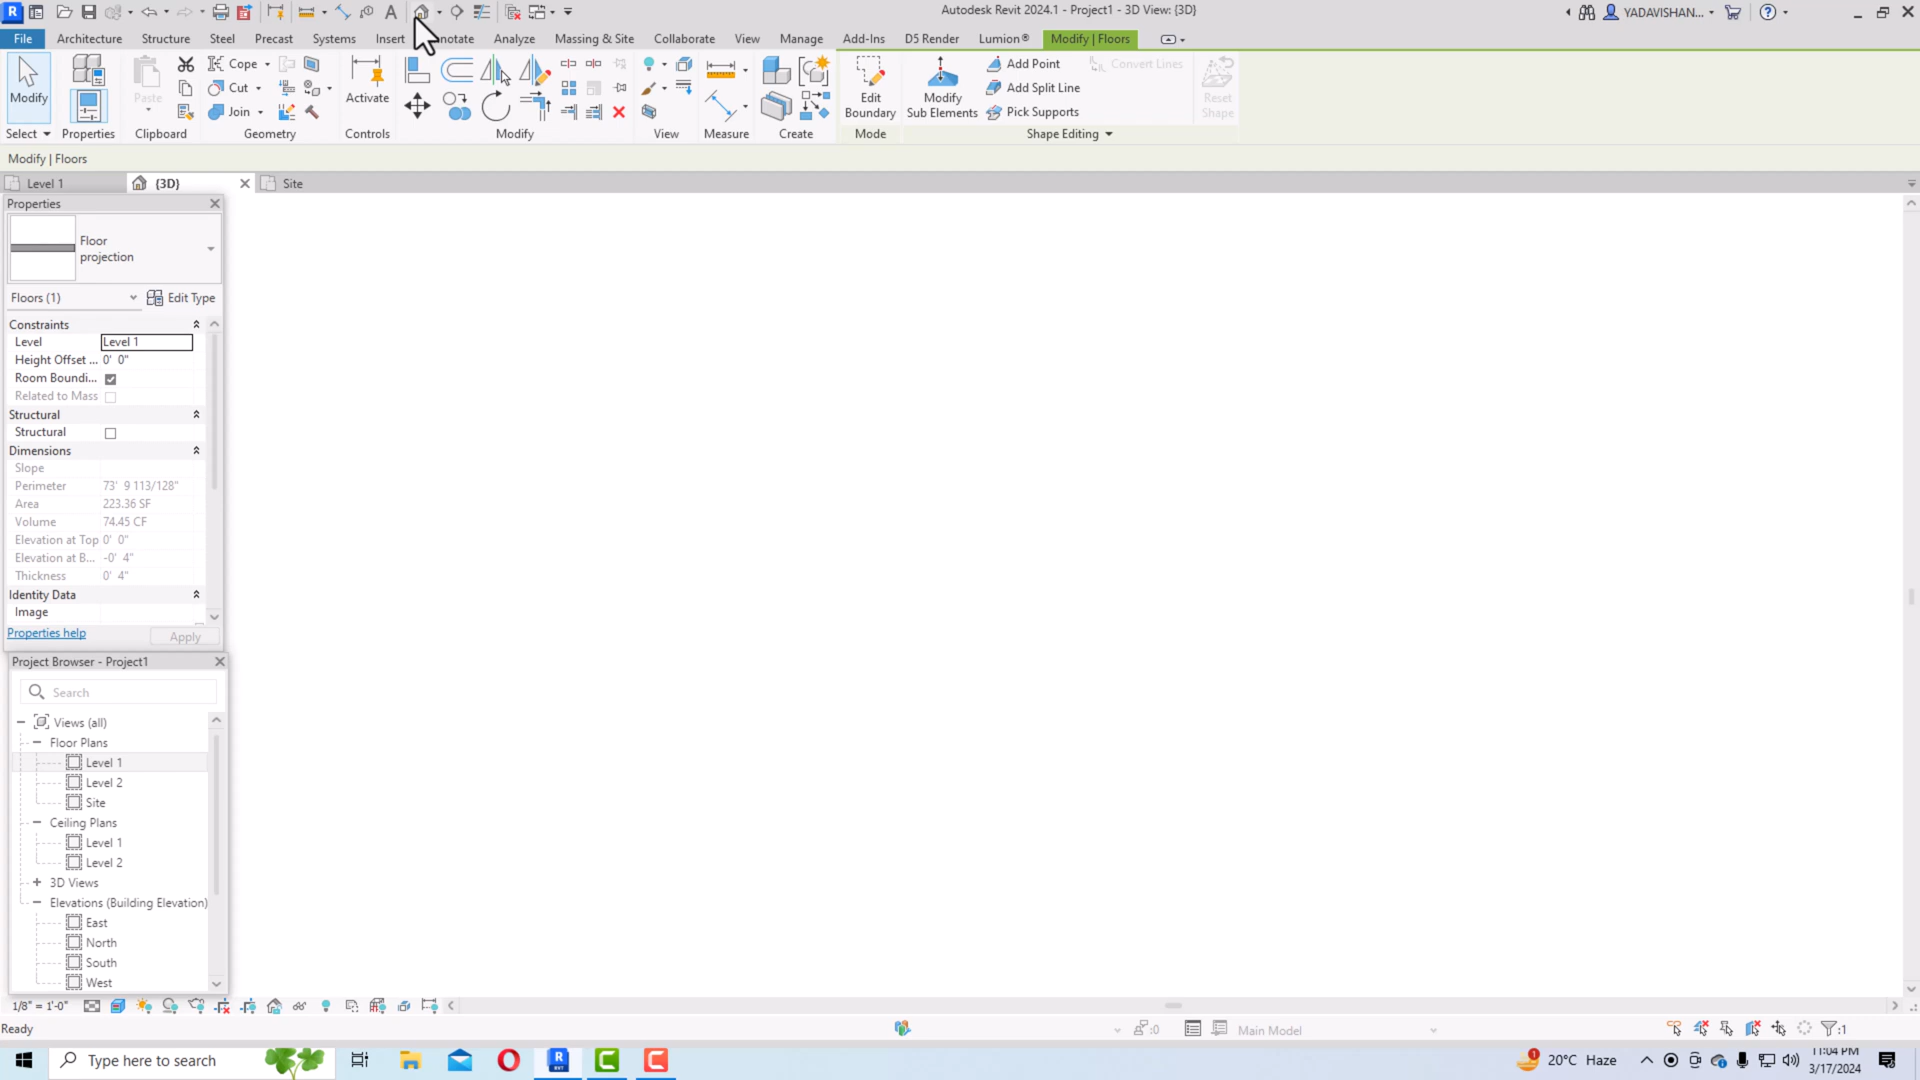 Autodesk Revit 2024.1 - Project1 - 3D View: {3D}
YADAVISHAN...
File Architecture Structure Steel Precast Systems Insert Analyze Massing & Site Collaborate View Manage Add-Ins D5 Render Lumion® Modify | Floors
Modify
Paste
Cope
Cut
Join
Activate
Edit Boundary
Modify Sub Elements
Add Point
Add Split Line
Pick Supports
Convert Lines
Reset Shape
Select Properties Clipboard Geometry Controls Modify View Measure Create Mode Shape Editing
Modify | Floors
Level 1 {3D} Site
Properties
Floor
projection
Floors (1) Edit Type
Constraints
Level Level 1
Height Offset ... 0' 0"
Room Boundi...
Related to Mass
Structural
Structural
Dimensions
Slope
Perimeter 73' 9 113/128"
Area 223.36 SF
Volume 74.45 CF
Elevation at Top 0' 0"
Elevation at B... -0' 4"
Thickness 0' 4"
Identity Data
Image
Properties help Apply
Project Browser - Project1
Search
Views (all)
Floor Plans
Level 1
Level 2
Site
Ceiling Plans
Level 1
Level 2
3D Views
Elevations (Building Elevation)
East
North
South
West
1/8" = 1'-0"
Ready :0 Main Model :1
Type here to search 20°C Haze 11:04 PM
3/17/2024